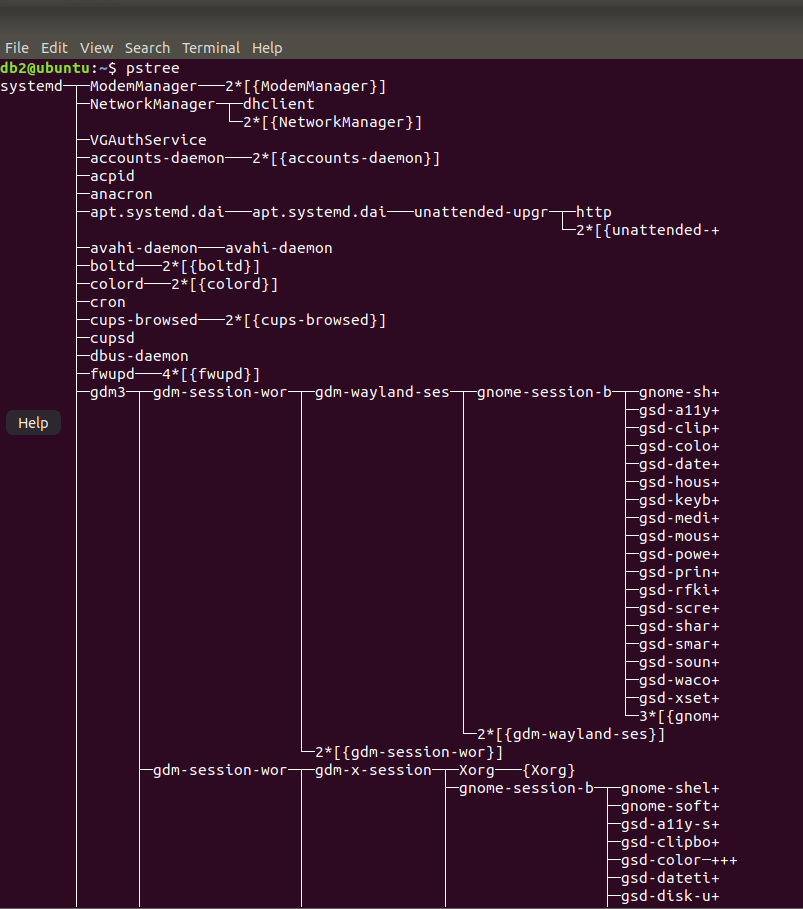 File Edit View Search Terminal Help
db2@ubuntu:~$ pstree
systemd─┬─ModemManager───2*[{ModemManager}]
        ├─NetworkManager─┬─dhclient
        │                └─2*[{NetworkManager}]
        ├─VGAuthService
        ├─accounts-daemon───2*[{accounts-daemon}]
        ├─acpid
        ├─anacron
        ├─apt.systemd.dai───apt.systemd.dai───unattended-upgr─┬─http
        │                                                     └─2*[{unattended-+
        ├─avahi-daemon───avahi-daemon
        ├─boltd───2*[{boltd}]
        ├─colord───2*[{colord}]
        ├─cron
        ├─cups-browsed───2*[{cups-browsed}]
        ├─cupsd
        ├─dbus-daemon
        ├─fwupd───4*[{fwupd}]
        ├─gdm3─┬─gdm-session-wor─┬─gdm-wayland-ses─┬─gnome-session-b─┬─gnome-sh+
        │      │                 │                 │                 ├─gsd-a11y+
Help
        │      │                 │                 │                 ├─gsd-clip+
        │      │                 │                 │                 ├─gsd-colo+
        │      │                 │                 │                 ├─gsd-date+
        │      │                 │                 │                 ├─gsd-hous+
        │      │                 │                 │                 ├─gsd-keyb+
        │      │                 │                 │                 ├─gsd-medi+
        │      │                 │                 │                 ├─gsd-mous+
        │      │                 │                 │                 ├─gsd-powe+
        │      │                 │                 │                 ├─gsd-prin+
        │      │                 │                 │                 ├─gsd-rfki+
        │      │                 │                 │                 ├─gsd-scre+
        │      │                 │                 │                 ├─gsd-shar+
        │      │                 │                 │                 ├─gsd-smar+
        │      │                 │                 │                 ├─gsd-soun+
        │      │                 │                 │                 ├─gsd-waco+
        │      │                 │                 │                 ├─gsd-xset+
        │      │                 │                 │                 └─3*[{gnom+
        │      │                 │                 └─2*[{gdm-wayland-ses}]
        │      │                 └─2*[{gdm-session-wor}]
        │      ├─gdm-session-wor─┬─gdm-x-session─┬─Xorg───{Xorg}
        │      │                 │               ├─gnome-session-b─┬─gnome-shel+
        │      │                 │               │                 ├─gnome-soft+
        │      │                 │               │                 ├─gsd-a11y-s+
        │      │                 │               │                 ├─gsd-clipbo+
        │      │                 │               │                 ├─gsd-color─+++
        │      │                 │               │                 ├─gsd-dateti+
        │      │                 │               │                 ├─gsd-disk-u+